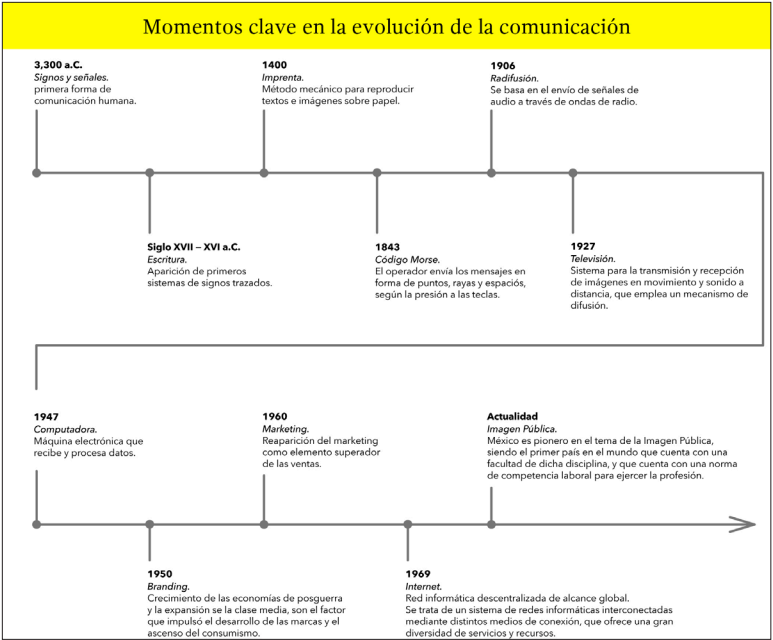 Momentos clave en la evolución de la comunicación
3,300 a.C.
Signos y señales.
primera forma de
comunicación humana.
1400
Imprenta.
Método mecánico para reproducir
textos e imágenes sobre papel.
1906
Radifusión.
Se basa en el envío de señales de
audio a través de ondas de radio.
Siglo XVII – XVI a.C.
Escritura.
Aparición de primeros
sistemas de signos trazados.
1843
Código Morse.
El operador envía los mensajes en
forma de puntos, rayas y espaciós,
según la presión a las teclas.
1927
Televisión.
Sistema para la transmisión y recepción
de imágenes en movimiento y sonido a
distancia, que emplea un mecanismo de
difusión.
1947
Computadora.
Máquina electrónica que
recibe y procesa datos.
1960
Marketing.
Reaparición del marketing
como elemento superador
de las ventas.
Actualidad
Imagen Pública.
México es pionero en el tema de la Imagen Pública,
siendo el primer país en el mundo que cuenta con una
facultad de dicha disciplina, y que cuenta con una norma
de competencia laboral para ejercer la profesión.
1950
Branding.
Crecimiento de las economías de posguerra
y la expansión se la clase media, son el factor
que impulsó el desarrollo de las marcas y el
ascenso del consumismo.
1969
Internet.
Red informática descentralizada de alcance global.
Se trata de un sistema de redes informáticas interconectadas
mediante distintos medios de conexión, que ofrece una gran
diversidad de servicios y recursos.